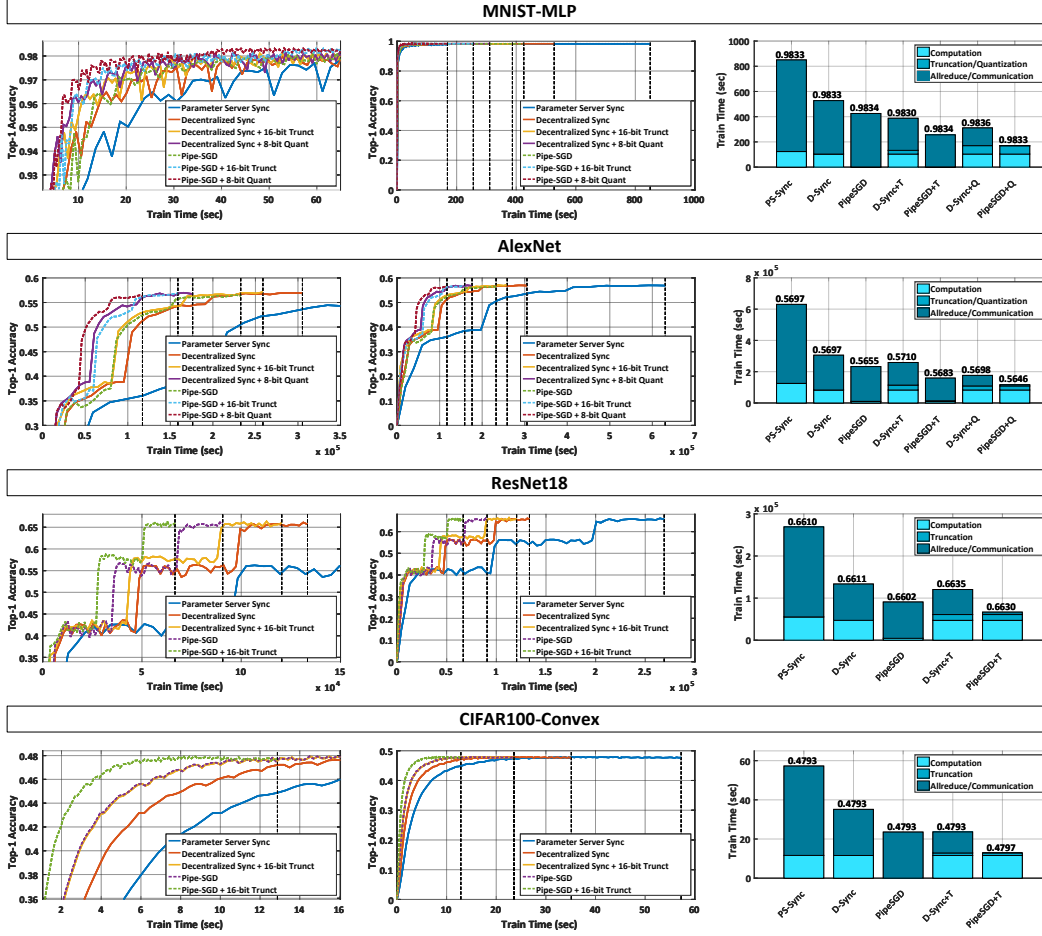 MNIST-MLP
Top-1 Accuracy
0.98
0.97
0.96
0.95
0.94
0.93
10 20 30 40 50 60
Train Time (sec)
Parameter Server Sync
Decentralized Sync
Decentralized Sync + 16-bit Trunct
Decentralized Sync + 8-bit Quant
Pipe-SGD
Pipe-SGD + 16-bit Trunct
Pipe-SGD + 8-bit Quant
Top-1 Accuracy
1
0.8
0.6
0.4
0.2
0
0 200 400 600 800 1000
Train Time (sec)
Parameter Server Sync
Decentralized Sync
Decentralized Sync + 16-bit Trunct
Decentralized Sync + 8-bit Quant
Pipe-SGD
Pipe-SGD + 16-bit Trunct
Pipe-SGD + 8-bit Quant
Train Time (sec)
1000
800
600
400
200
0
0.9833 0.9833 0.9834 0.9830 0.9834 0.9836 0.9833
Computation
Truncation/Quantization
Allreduce/Communication
PS-Sync D-Sync PipeSGD D-Sync+T PipeSGD+T D-Sync+Q PipeSGD+Q
AlexNet
Top-1 Accuracy
0.6
0.55
0.5
0.45
0.4
0.35
0.3
0 0.5 1 1.5 2 2.5 3 3.5
x 10^5
Train Time (sec)
Parameter Server Sync
Decentralized Sync
Decentralized Sync + 16-bit Trunct
Decentralized Sync + 8-bit Quant
Pipe-SGD
Pipe-SGD + 16-bit Trunct
Pipe-SGD + 8-bit Quant
Top-1 Accuracy
0.6
0.5
0.4
0.3
0.2
0.1
0
0 1 2 3 4 5 6 7
x 10^5
Train Time (sec)
Parameter Server Sync
Decentralized Sync
Decentralized Sync + 16-bit Trunct
Decentralized Sync + 8-bit Quant
Pipe-SGD
Pipe-SGD + 16-bit Trunct
Pipe-SGD + 8-bit Quant
Train Time (sec)
8 x 10^5
6
4
2
0
0.5697 0.5697 0.5655 0.5710 0.5683 0.5698 0.5646
Computation
Truncation/Quantization
Allreduce/Communication
PS-Sync D-Sync PipeSGD D-Sync+T PipeSGD+T D-Sync+Q PipeSGD+Q
ResNet18
Top-1 Accuracy
0.65
0.6
0.55
0.5
0.45
0.4
0.35
0 5 10 15
x 10^4
Train Time (sec)
Parameter Server Sync
Decentralized Sync
Decentralized Sync + 16-bit Trunct
Pipe-SGD
Pipe-SGD + 16-bit Trunct
Top-1 Accuracy
0.6
0.5
0.4
0.3
0.2
0.1
0
0 0.5 1 1.5 2 2.5 3
x 10^5
Train Time (sec)
Parameter Server Sync
Decentralized Sync
Decentralized Sync + 16-bit Trunct
Pipe-SGD
Pipe-SGD + 16-bit Trunct
Train Time (sec)
3 x 10^5
2
1
0
0.6610 0.6611 0.6602 0.6635 0.6630
Computation
Truncation
Allreduce/Communication
PS-Sync D-Sync PipeSGD D-Sync+T PipeSGD+T
CIFAR100-Convex
Top-1 Accuracy
0.48
0.46
0.44
0.42
0.4
0.38
0.36
2 4 6 8 10 12 14 16
Train Time (sec)
Parameter Server Sync
Decentralized Sync
Decentralized Sync + 16-bit Trunct
Pipe-SGD
Pipe-SGD + 16-bit Trunct
Top-1 Accuracy
0.5
0.4
0.3
0.2
0.1
0
0 10 20 30 40 50 60
Train Time (sec)
Parameter Server Sync
Decentralized Sync
Decentralized Sync + 16-bit Trunct
Pipe-SGD
Pipe-SGD + 16-bit Trunct
Train Time (sec)
60
40
20
0
0.4793 0.4793 0.4793 0.4793 0.4797
Computation
Truncation
Allreduce/Communication
PS-Sync D-Sync PipeSGD D-Sync+T PipeSGD+T